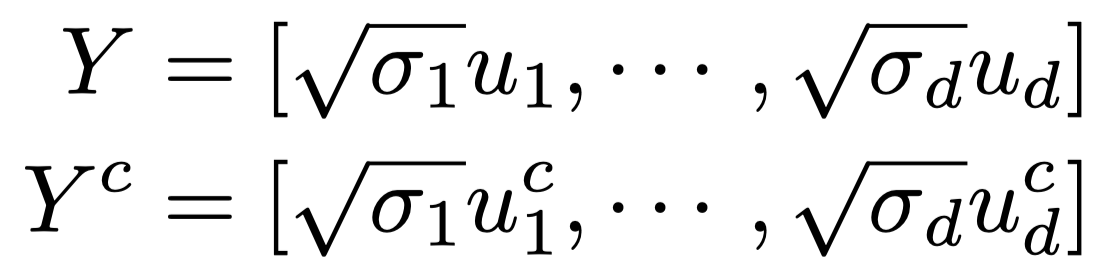 Y = [√σ₁u₁, ⋯ , √σ_d u_d]
Y^c = [√σ₁u₁^c, ⋯ , √σ_d u_d^c]